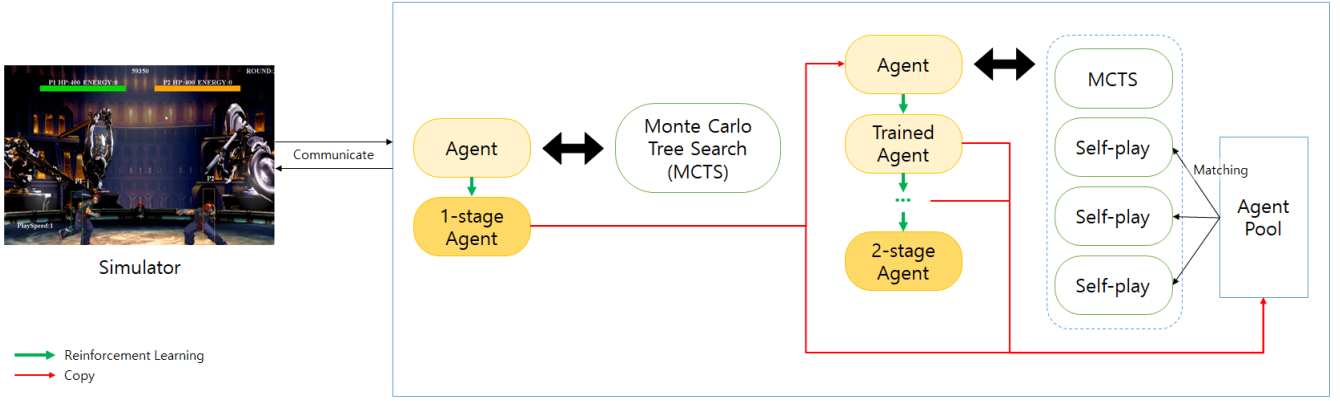 59350
ROUND:
P1 HP:400 ENERGY:0
P2 HP:400 ENERGY:0
P1
P2
PlaySpeed:1
Simulator
Communicate
Agent
Monte Carlo
Tree Search
(MCTS)
1-stage
Agent
Agent
Trained
Agent
...
2-stage
Agent
MCTS
Self-play
Self-play
Self-play
Matching
Agent
Pool
Reinforcement Learning
Copy